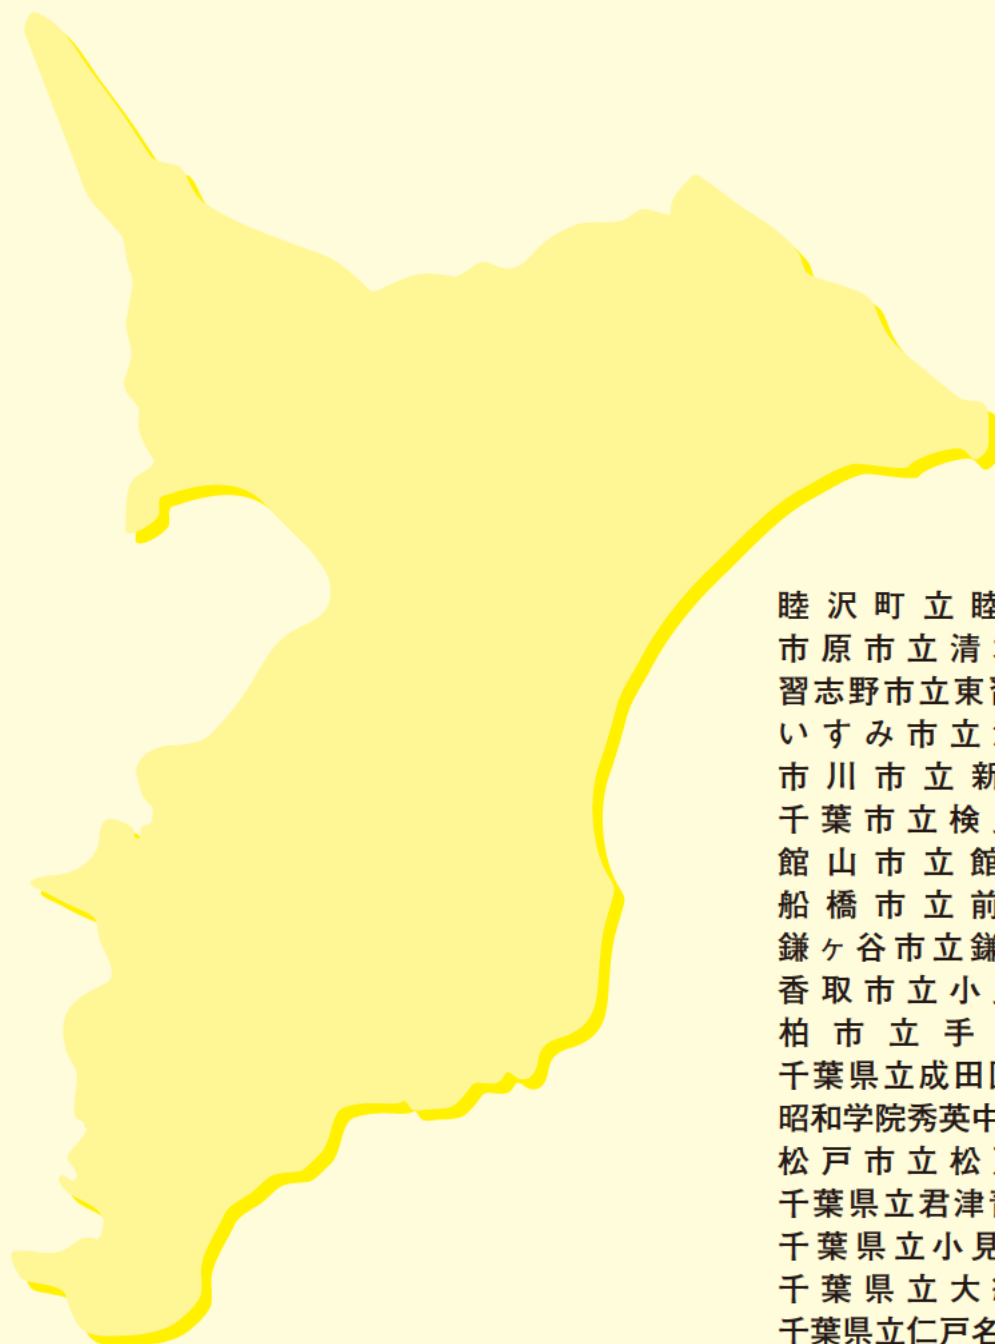 睦沢町立睦
市原市立清
習志野市立東習
いすみ市立
市川市立新
千葉市立検
館山市立館
船橋市立前
鎌ヶ谷市立鎌
香取市立小
柏市立手
千葉県立成田国
昭和学院秀英中
松戸市立松
千葉県立君津青
千葉県立小見
千葉県立大
千葉県立仁戸名